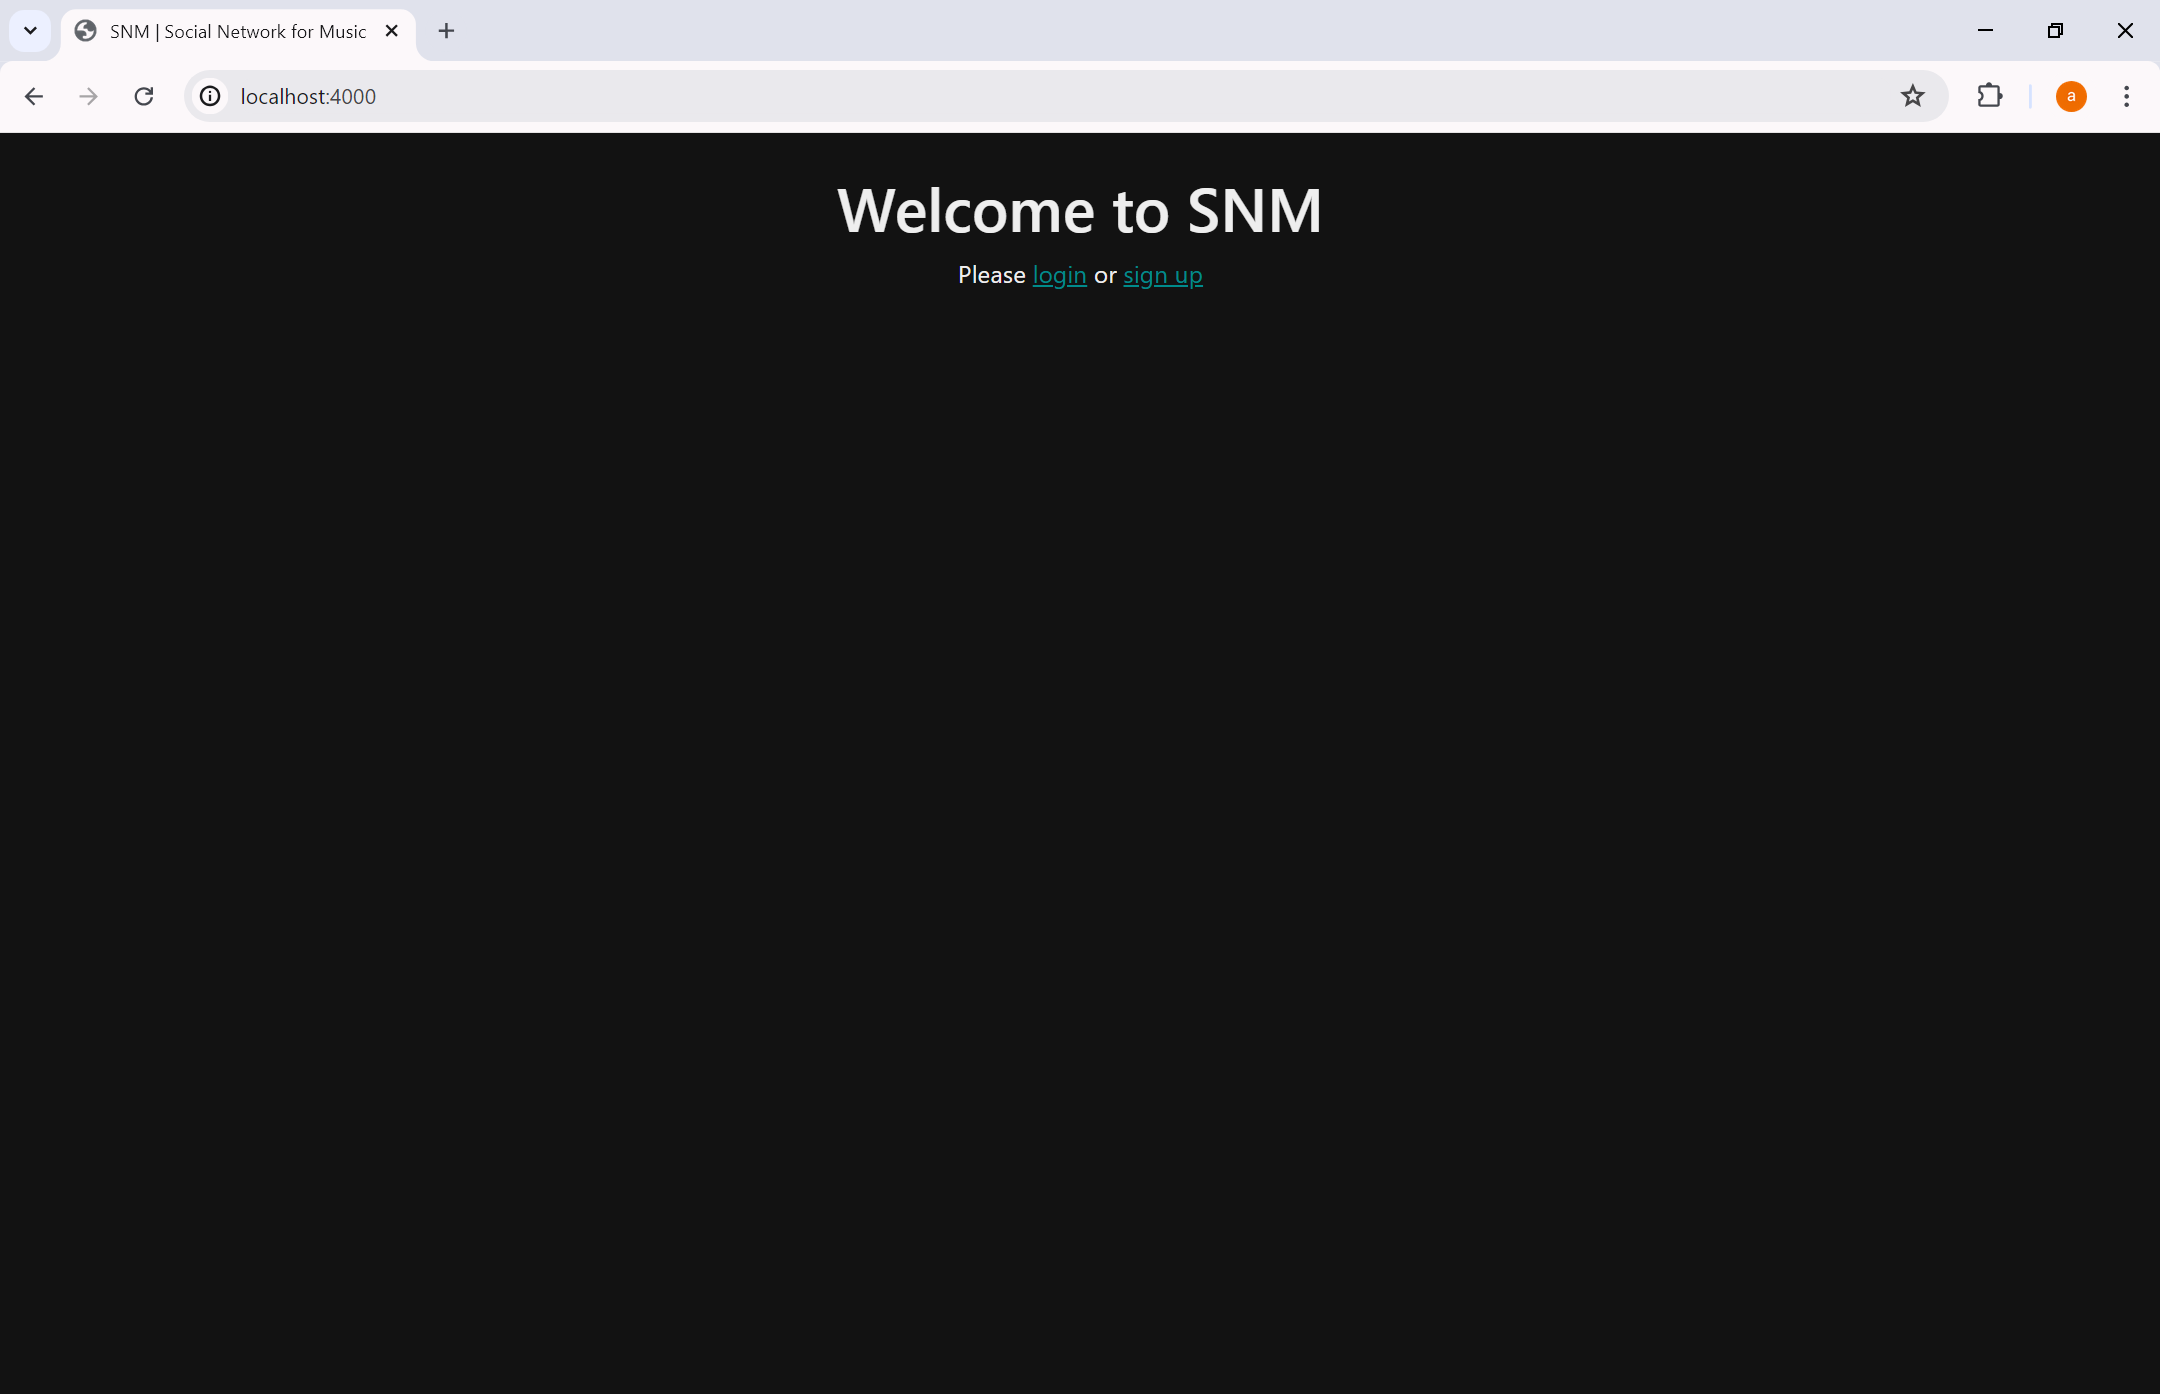 SNM | Social Network for Music
localhost:4000
a
Welcome to SNM
Please login or sign up